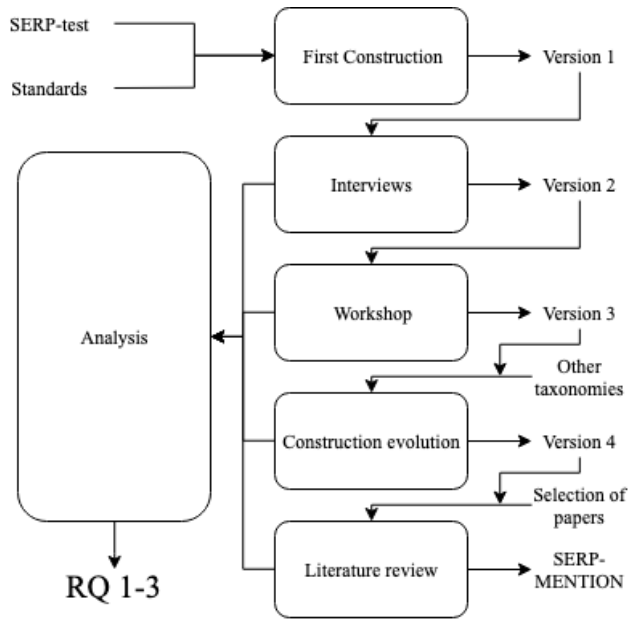 SERP-test
First Construction
Version 1
Standards
Interviews
Version 2
Workshop
Version 3
Analysis
Other
taxonomies
Construction evolution
Version 4
Selection of
papers
Literature review
SERP-
MENTION
RQ 1-3